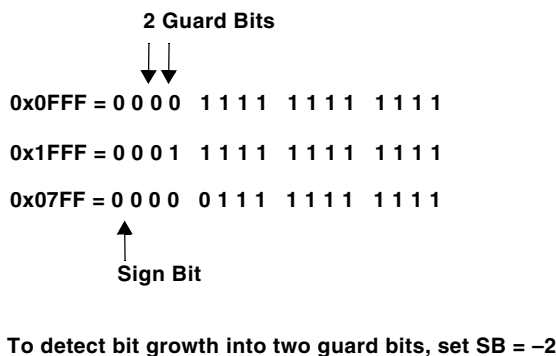 2 Guard Bits
0x0FFF = 0 0 0 0 1 1 1 1 1 1 1 1 1 1 1 1
0x1FFF = 0 0 0 1 1 1 1 1 1 1 1 1 1 1 1 1
0x07FF = 0 0 0 0 0 1 1 1 1 1 1 1 1 1 1 1
Sign Bit
To detect bit growth into two guard bits, set SB = –2